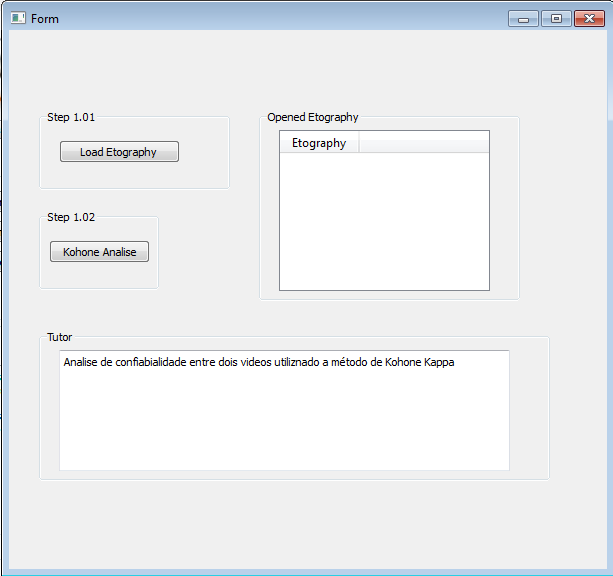 Form
Step 1.01
Load Etography
Opened Etography
Etography
Step 1.02
Kohone Analise
Tutor
Analise de confiabialidade entre dois videos utiliznado a método de Kohone Kappa